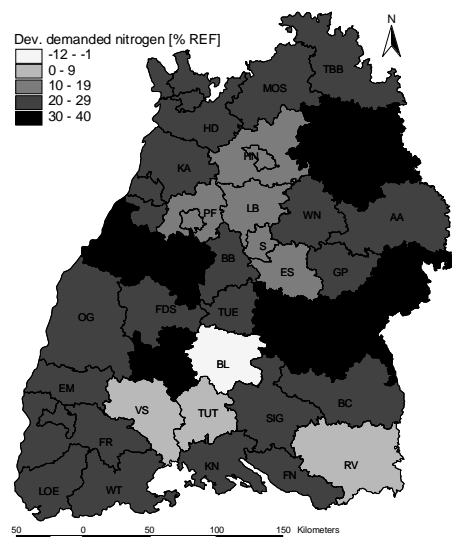 N
Dev. demanded nitrogen [% REF]
-12 - -1
0 - 9
10 - 19
20 - 29
30 - 40
TBB
MOS
HD
HN
KA
PF
LB
WN
AA
S
BB
ES
GP
OG
FDS
TUE
BL
EM
VS
TUT
SIG
BC
FR
RV
KN
FN
LOE
WT
50 0 50 100 150 Kilometers